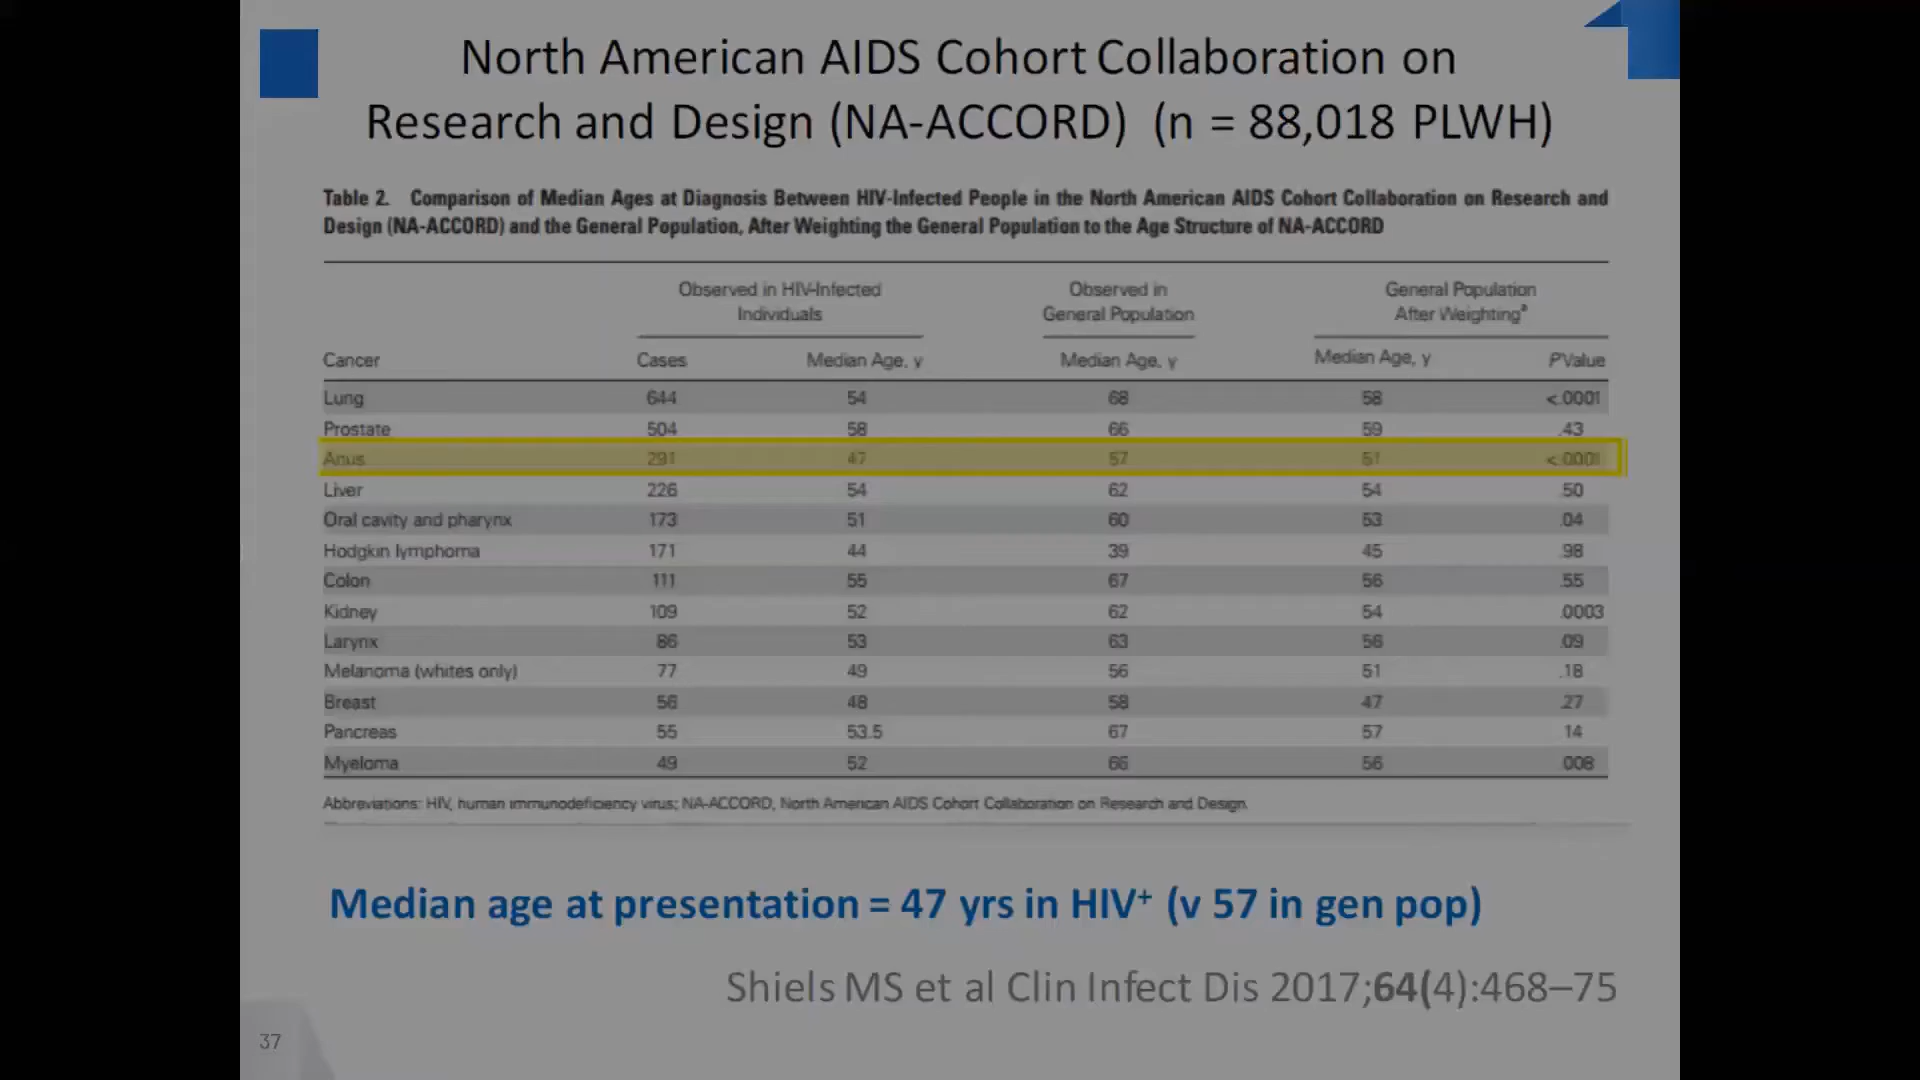 North American AIDS Cohort Collaboration on
Research and Design (NA-ACCORD) (n = 88,018 PLWH)
Table 2. Comparison of Median Ages at Diagnosis Between HIV-Infected People in the North American AIDS Cohort Collaboration on Research and
Design (NA-ACCORD) and the General Population, After Weighting the General Population to the Age Structure of NA-ACCORD
Observed in HIV-Infected Individuals Observed in General Population General Population After Weightingª
Cancer Cases Median Age, y Median Age, y Median Age, y P Value
Lung 644 54 68 58 <.0001
Prostate 504 58 66 59 .43
Anus 291 47 57 51 <.0001
Liver 226 54 62 54 .50
Oral cavity and pharynx 173 51 60 53 .04
Hodgkin lymphoma 171 44 39 45 .98
Colon 111 55 67 56 .55
Kidney 109 52 62 54 .0003
Larynx 86 53 63 56 .09
Melanoma (whites only) 77 49 56 51 .18
Breast 56 48 58 47 .27
Pancreas 55 53.5 67 57 .14
Myeloma 49 52 66 56 .008
Abbreviations: HIV, human immunodeficiency virus; NA-ACCORD, North American AIDS Cohort Collaboration on Research and Design.
Median age at presentation = 47 yrs in HIV⁺ (v 57 in gen pop)
Shiels MS et al Clin Infect Dis 2017;64(4):468–75
37